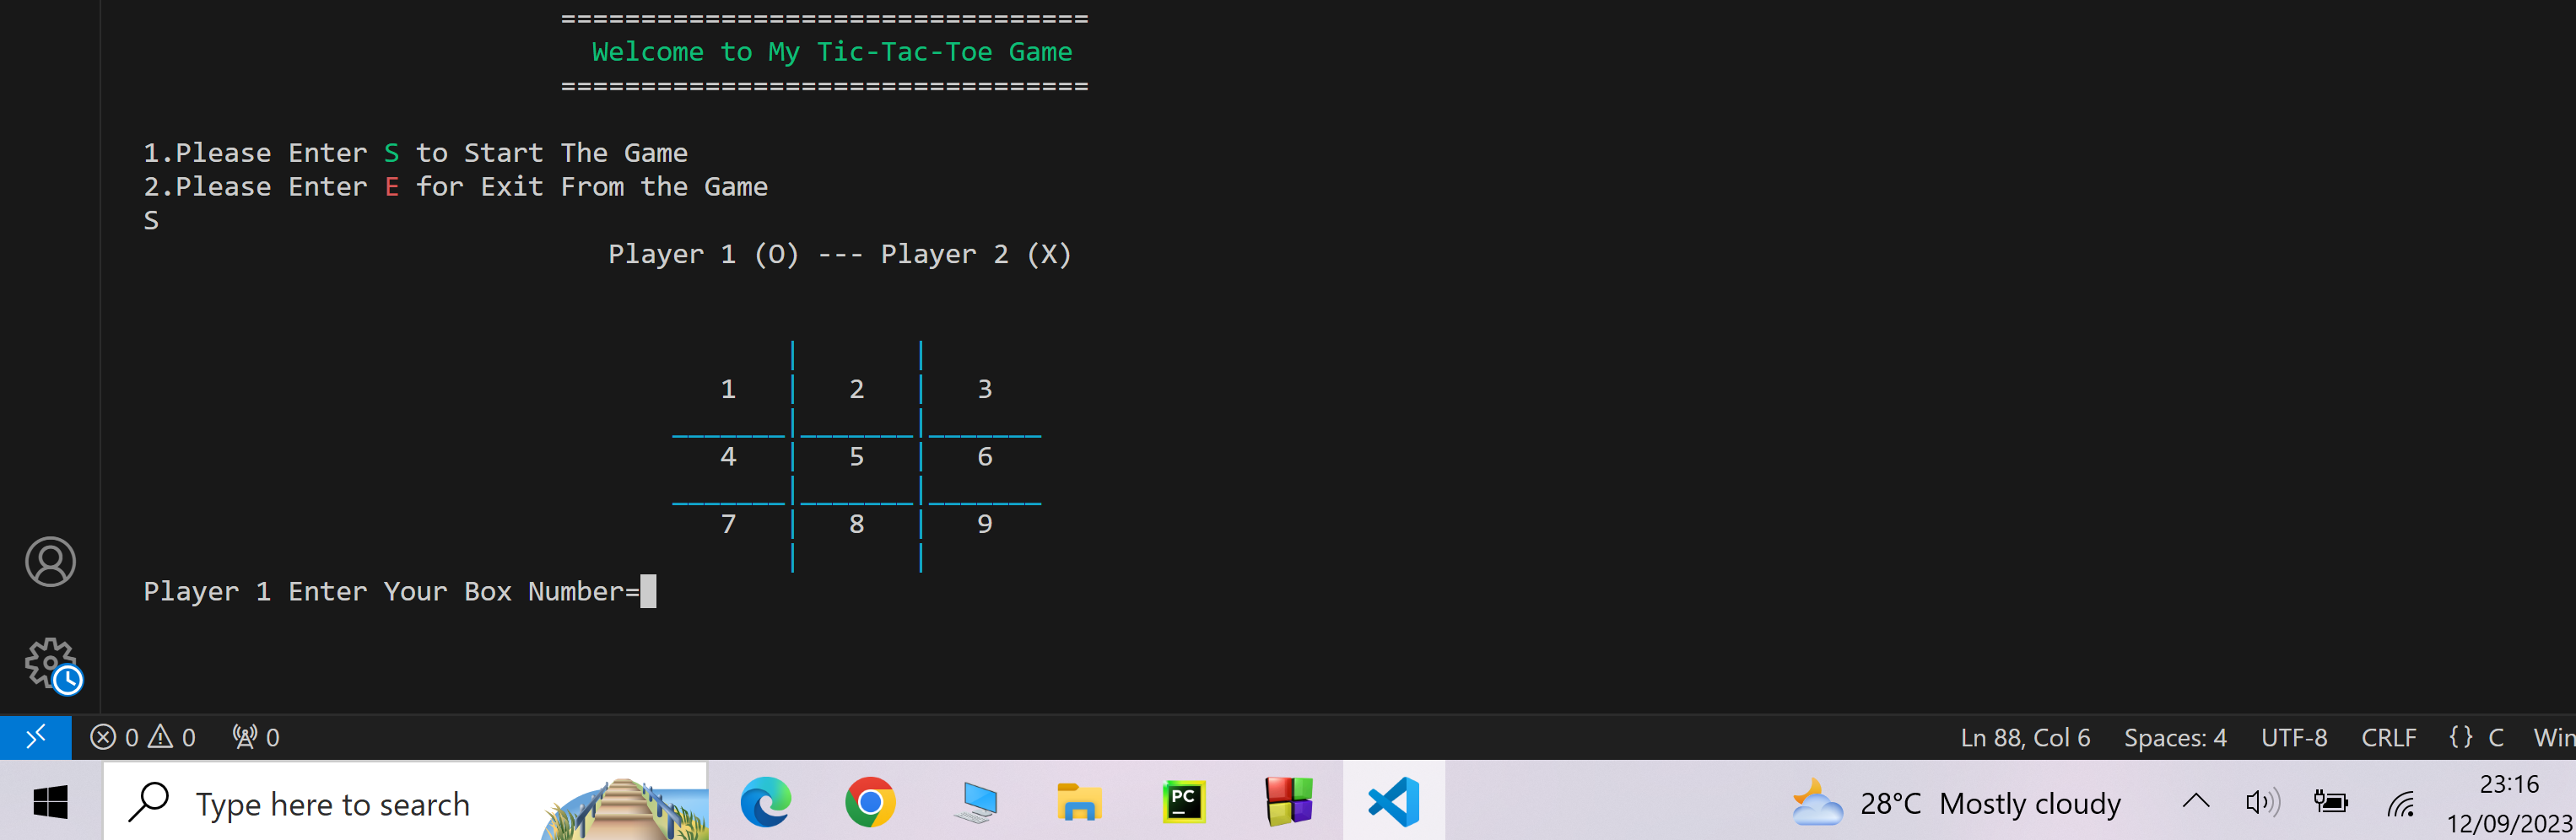 =================================
Welcome to My Tic-Tac-Toe Game
=================================
1.Please Enter S to Start The Game
2.Please Enter E for Exit From the Game
S
Player 1 (O) --- Player 2 (X)
1 | 2 | 3
4 | 5 | 6
7 | 8 | 9
Player 1 Enter Your Box Number=
0 0 0 Ln 88, Col 6 Spaces: 4 UTF-8 CRLF {} C Win
Type here to search PC 28°C Mostly cloudy 23:16
12/09/2023